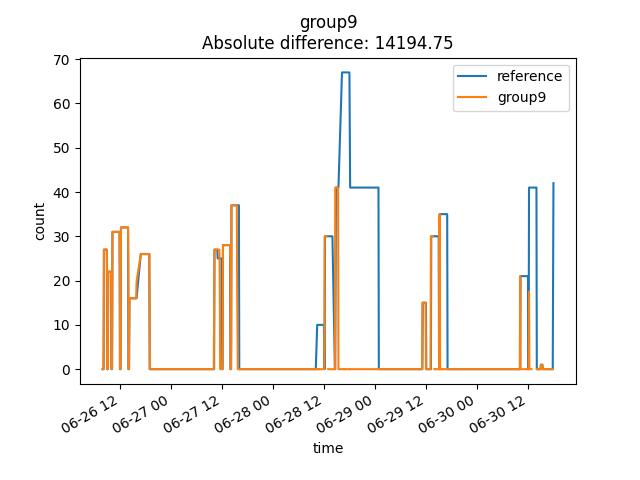 group9
Absolute difference: 14194.75
reference
group9
70
60
50
40
30
20
10
0
count
06-26 12
06-27 00
06-27 12
06-28 00
06-28 12
06-29 00
06-29 12
06-30 00
06-30 12
time